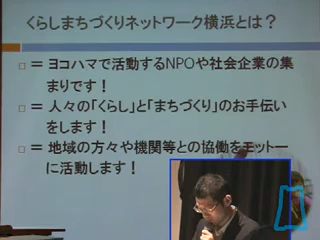 くらしまちづくりネットワーク横浜とは？
＝ ヨコハマで活動するNPOや社会企業の集
まりです！
＝ 人々の「くらし」と「まちづくり」のお手伝い
をします！
＝ 地域の方々や機関等との協働をモットー
に活動します！